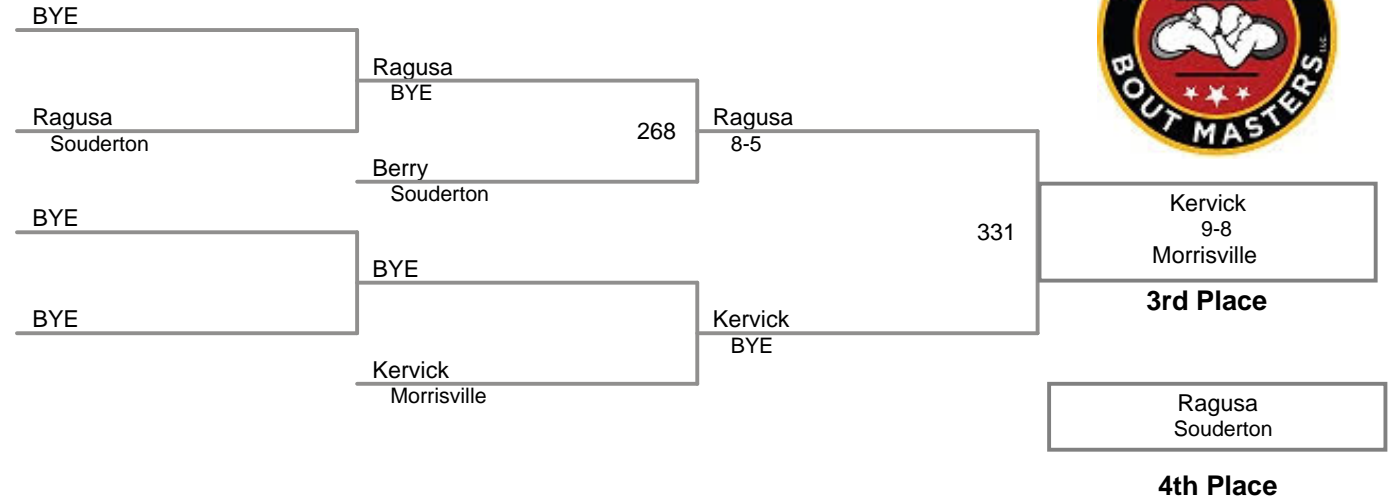 BYE
Ragusa
BYE
Ragusa
Souderton
268
Ragusa
8-5
Berry
Souderton
BYE
331
Kervick
9-8
Morrisville
BYE
3rd Place
BYE
Kervick
BYE
Kervick
Morrisville
Ragusa
Souderton
4th Place
BOUT MASTERS